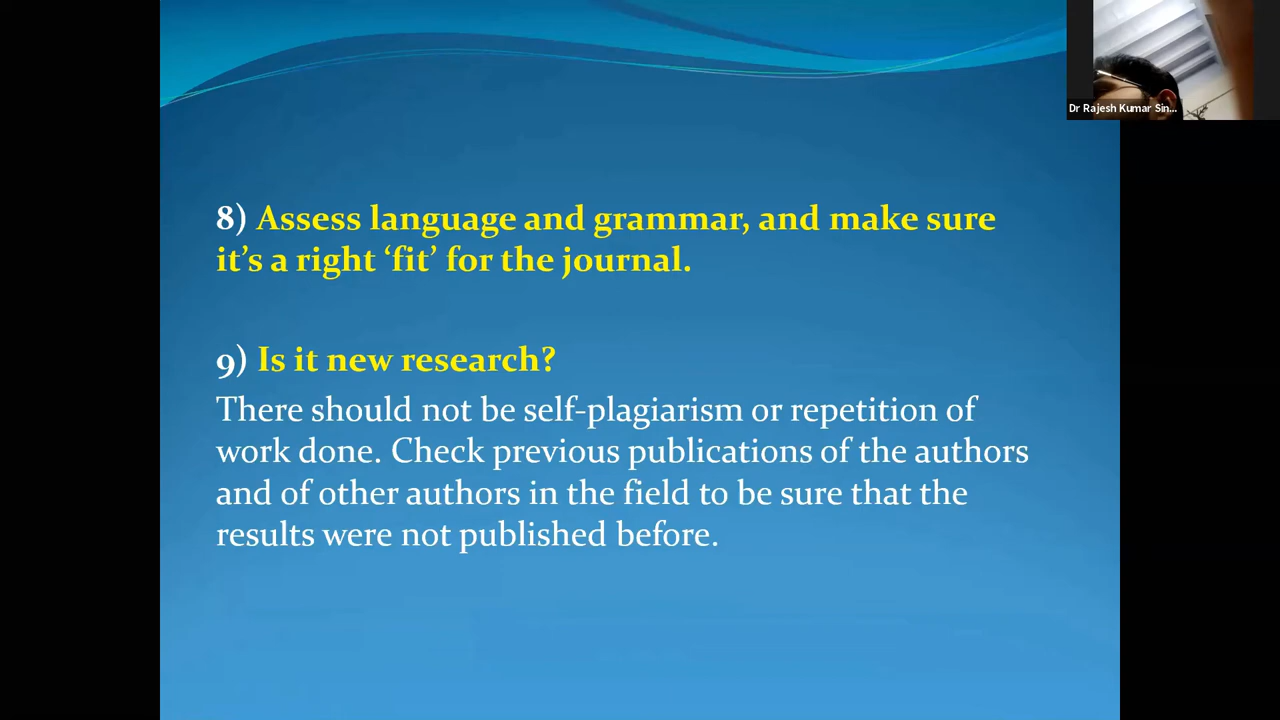 Dr Rajesh Kumar Sin...
8) Assess language and grammar, and make sure
it’s a right ‘fit’ for the journal.
9) Is it new research?
There should not be self-plagiarism or repetition of
work done. Check previous publications of the authors
and of other authors in the field to be sure that the
results were not published before.